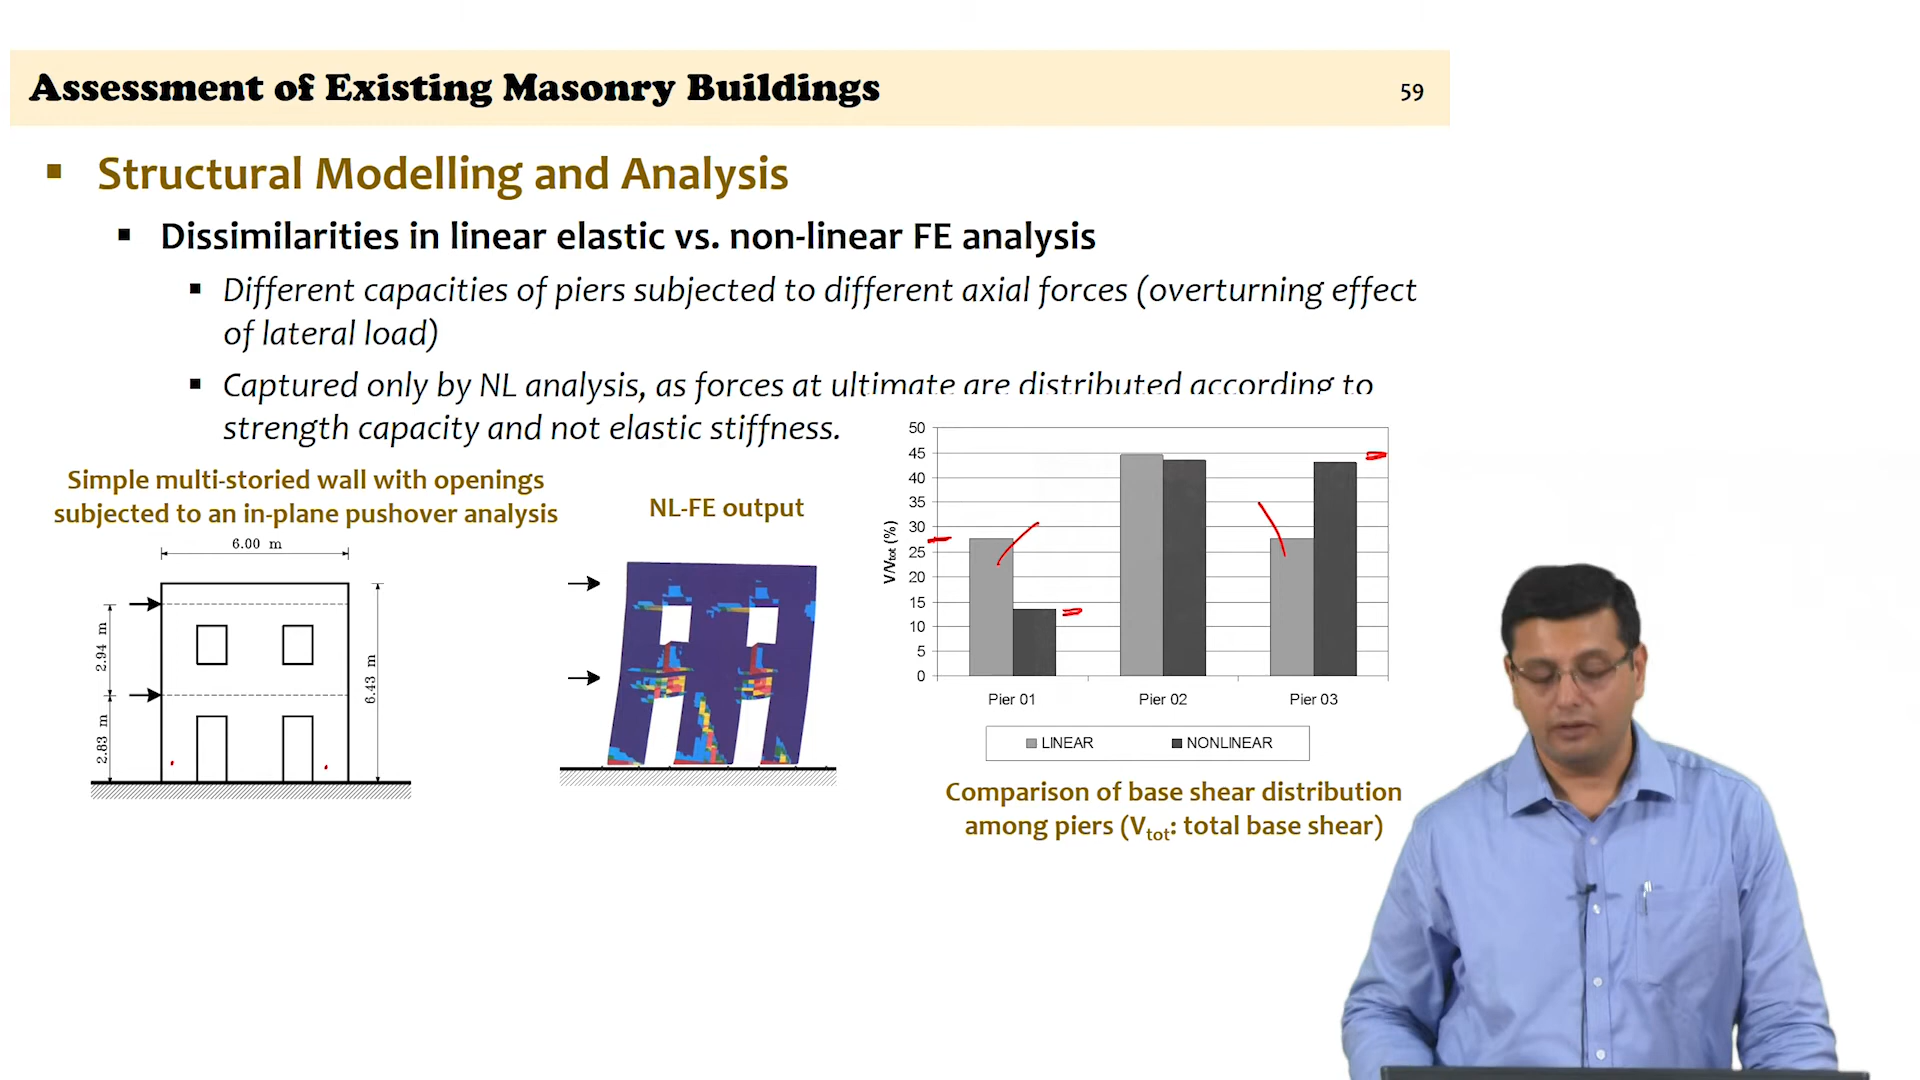 Assessment of Existing Masonry Buildings
59
Structural Modelling and Analysis
Dissimilarities in linear elastic vs. non-linear FE analysis
Different capacities of piers subjected to different axial forces (overturning effect
of lateral load)
Captured only by NL analysis, as forces at ultimate are distributed according to
strength capacity and not elastic stiffness.
Simple multi-storied wall with openings
subjected to an in-plane pushover analysis
6.00 m
2.94 m
2.83 m
6.43 m
NL-FE output
50
45
40
35
30
25
20
15
10
5
0
V/Vtot (%)
Pier 01
Pier 02
Pier 03
LINEAR
NONLINEAR
Comparison of base shear distribution
among piers (Vtot: total base shear)